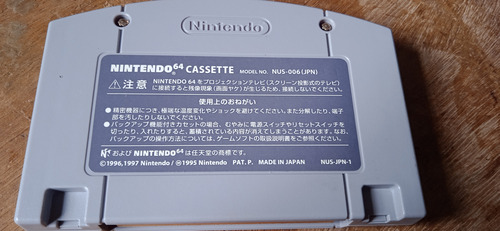 Nintendo
NINTENDO64 CASSETTE MODEL NO. NUS-006(JPN)
⚠注意 NINTENDO 64をプロジェクションテレビ(スクリーン投影式のテレビ)
に接続すると残像現象(画面ヤケ)が生じるため、接続しないでください。
使用上のおねがい
●精密機器につき、極端な温度変化やショックを避けてください。また分解したり、端子
部を汚したりしないでください。
●バックアップ機能付きカセットの場合、むやみに電源スイッチやリセットスイッチを
切ったり、入れたりすると、蓄積されている内容が消えてしまうことがあります。なお、
バックアップの操作方法については、ゲームソフトの取扱説明書をご参照ください。
および NINTENDO64 は任天堂の商標です。
©1996,1997 Nintendo / Ⓜ1995 Nintendo PAT. P. MADE IN JAPAN NUS-JPN-1